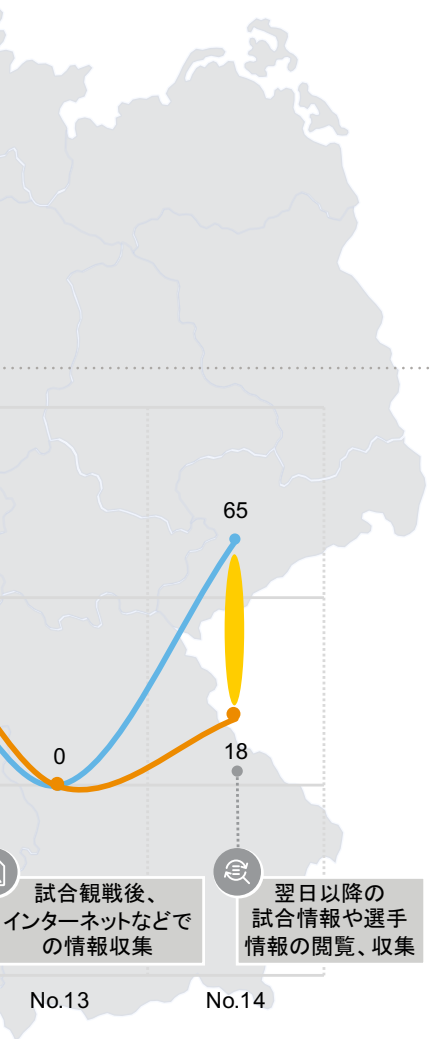 65
0
18
試合観戦後、
インターネットなどで
の情報収集
翌日以降の
試合情報や選手
情報の閲覧、収集
No.13
No.14